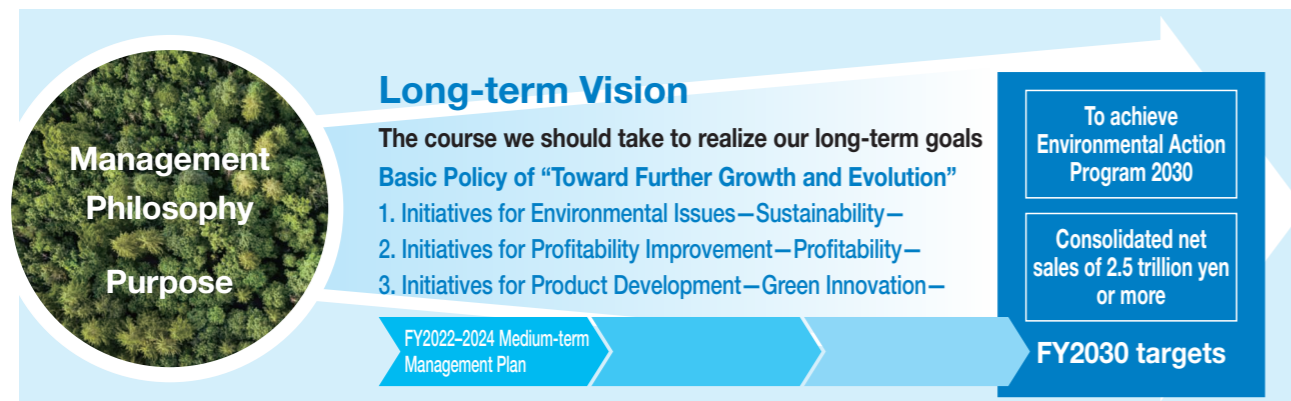 Management
Philosophy
Purpose
Long-term Vision
The course we should take to realize our long-term goals
Basic Policy of “Toward Further Growth and Evolution”
1. Initiatives for Environmental Issues—Sustainability—
2. Initiatives for Profitability Improvement—Profitability—
3. Initiatives for Product Development—Green Innovation—
FY2022–2024 Medium-term
Management Plan
To achieve
Environmental Action
Program 2030
Consolidated net
sales of 2.5 trillion yen
or more
FY2030 targets